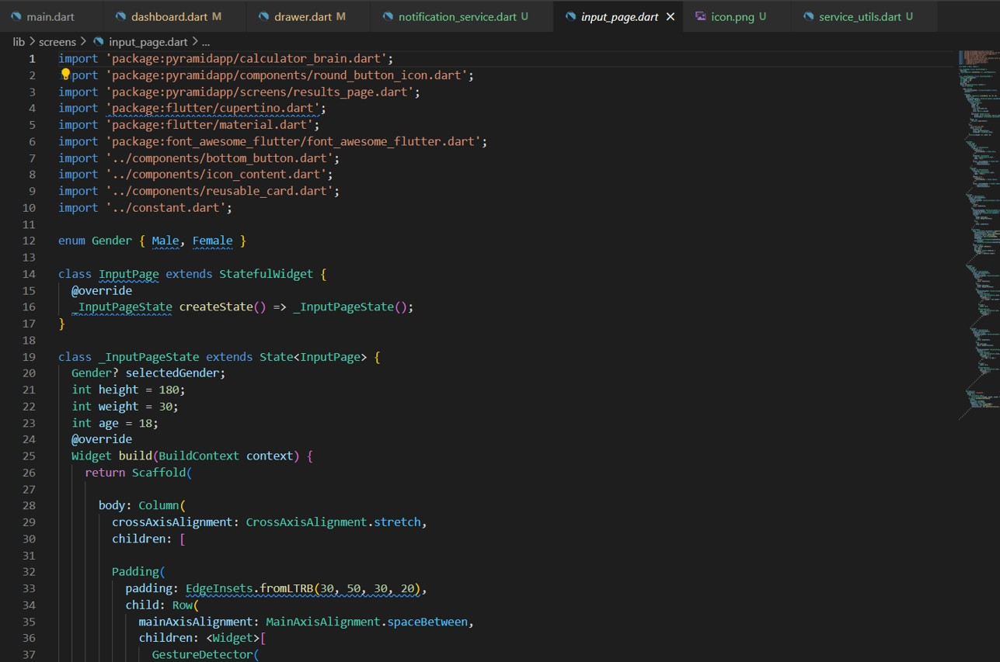 main.dart
dashboard.dart M
drawer.dart M
notification_service.dart U
input_page.dart
icon.png U
service_utils.dart U
lib > screens > input_page.dart > ...
1 import 'package:pyramidapp/calculator_brain.dart';
2 port 'package:pyramidapp/components/round_button_icon.dart';
3 import 'package:pyramidapp/screens/results_page.dart';
4 import 'package:flutter/cupertino.dart';
5 import 'package:flutter/material.dart';
6 import 'package:font_awesome_flutter/font_awesome_flutter.dart';
7 import '../components/bottom_button.dart';
8 import '../components/icon_content.dart';
9 import '../components/reusable_card.dart';
10 import '../constant.dart';
11
12 enum Gender { Male, Female }
13
14 class InputPage extends StatefulWidget {
15 @override
16 _InputPageState createState() => _InputPageState();
17 }
18
19 class _InputPageState extends State<InputPage> {
20 Gender? selectedGender;
21 int height = 180;
22 int weight = 30;
23 int age = 18;
24 @override
25 Widget build(BuildContext context) {
26 return Scaffold(
27
28 body: Column(
29 crossAxisAlignment: CrossAxisAlignment.stretch,
30 children: [
31
32 Padding(
33 padding: EdgeInsets.fromLTRB(30, 50, 30, 20),
34 child: Row(
35 mainAxisAlignment: MainAxisAlignment.spaceBetween,
36 children: <Widget>[
37 GestureDetector(